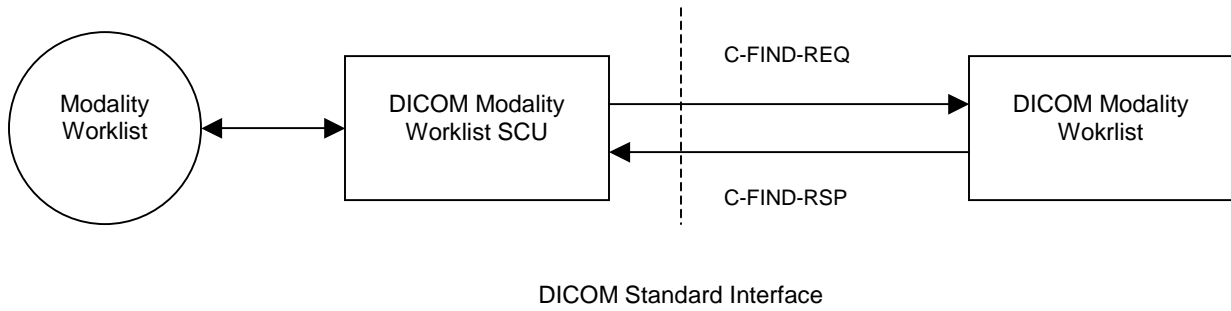 C-FIND-REQ
Modality
Worklist
DICOM Modality
Worklist SCU
DICOM Modality
Wokrlist
C-FIND-RSP
DICOM Standard Interface